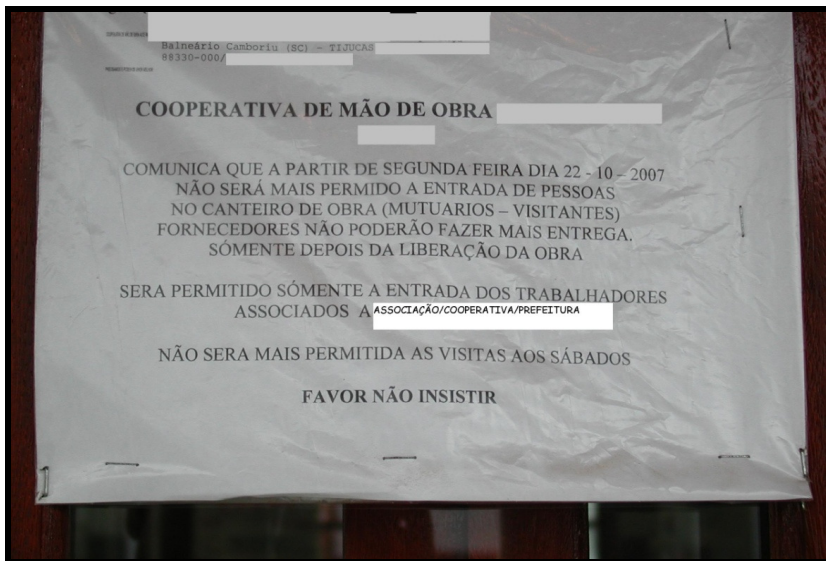 Balneário Camboriu (SC) – TIJUCAS
88330-000/
COOPERATIVA DE MÃO DE OBRA
COMUNICA QUE A PARTIR DE SEGUNDA FEIRA DIA 22 - 10 – 2007
NÃO SERÁ MAIS PERMIDO A ENTRADA DE PESSOAS
NO CANTEIRO DE OBRA (MUTUARIOS – VISITANTES)
FORNECEDORES NÃO PODERÃO FAZER MAIS ENTREGA.
SÓMENTE DEPOIS DA LIBERAÇÃO DA OBRA
SERA PERMITIDO SÓMENTE A ENTRADA DOS TRABALHADORES
ASSOCIADOS A ASSOCIAÇÃO/COOPERATIVA/PREFEITURA
NÃO SERA MAIS PERMITIDA AS VISITAS AOS SÁBADOS
FAVOR NÃO INSISTIR